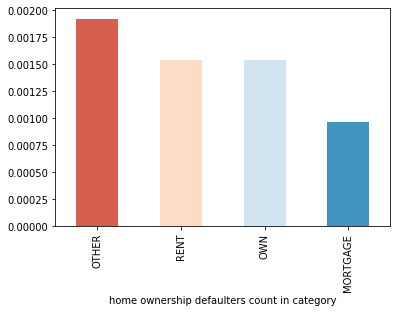 0.00200
0.00175
0.00150
0.00125
0.00100
0.00075
0.00050
0.00025
0.00000
OTHER
RENT
OWN
MORTGAGE
home ownership defaulters count in category